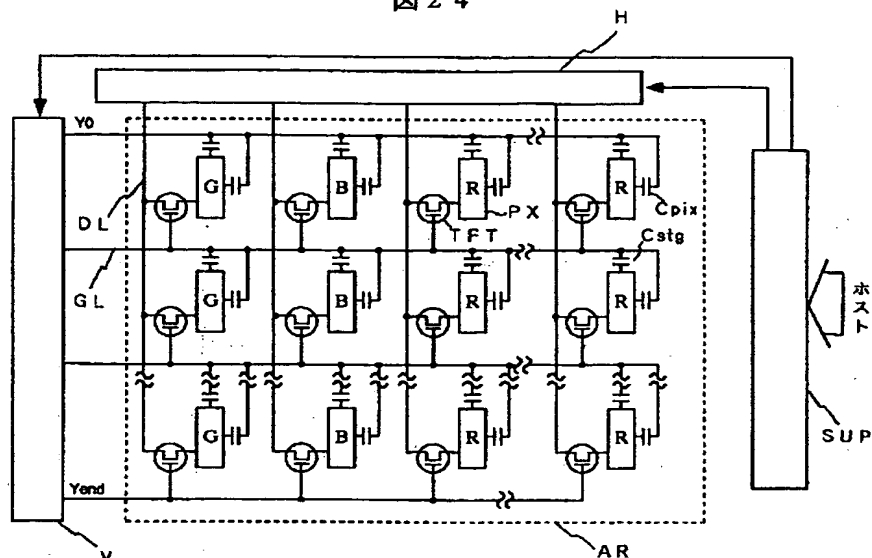 図24
H
Y0
G B R R
DL
PX
Cpix
TFT
Cstg
GL
G B R R
ホスト
G B R R
SUP
Yend
V
AR